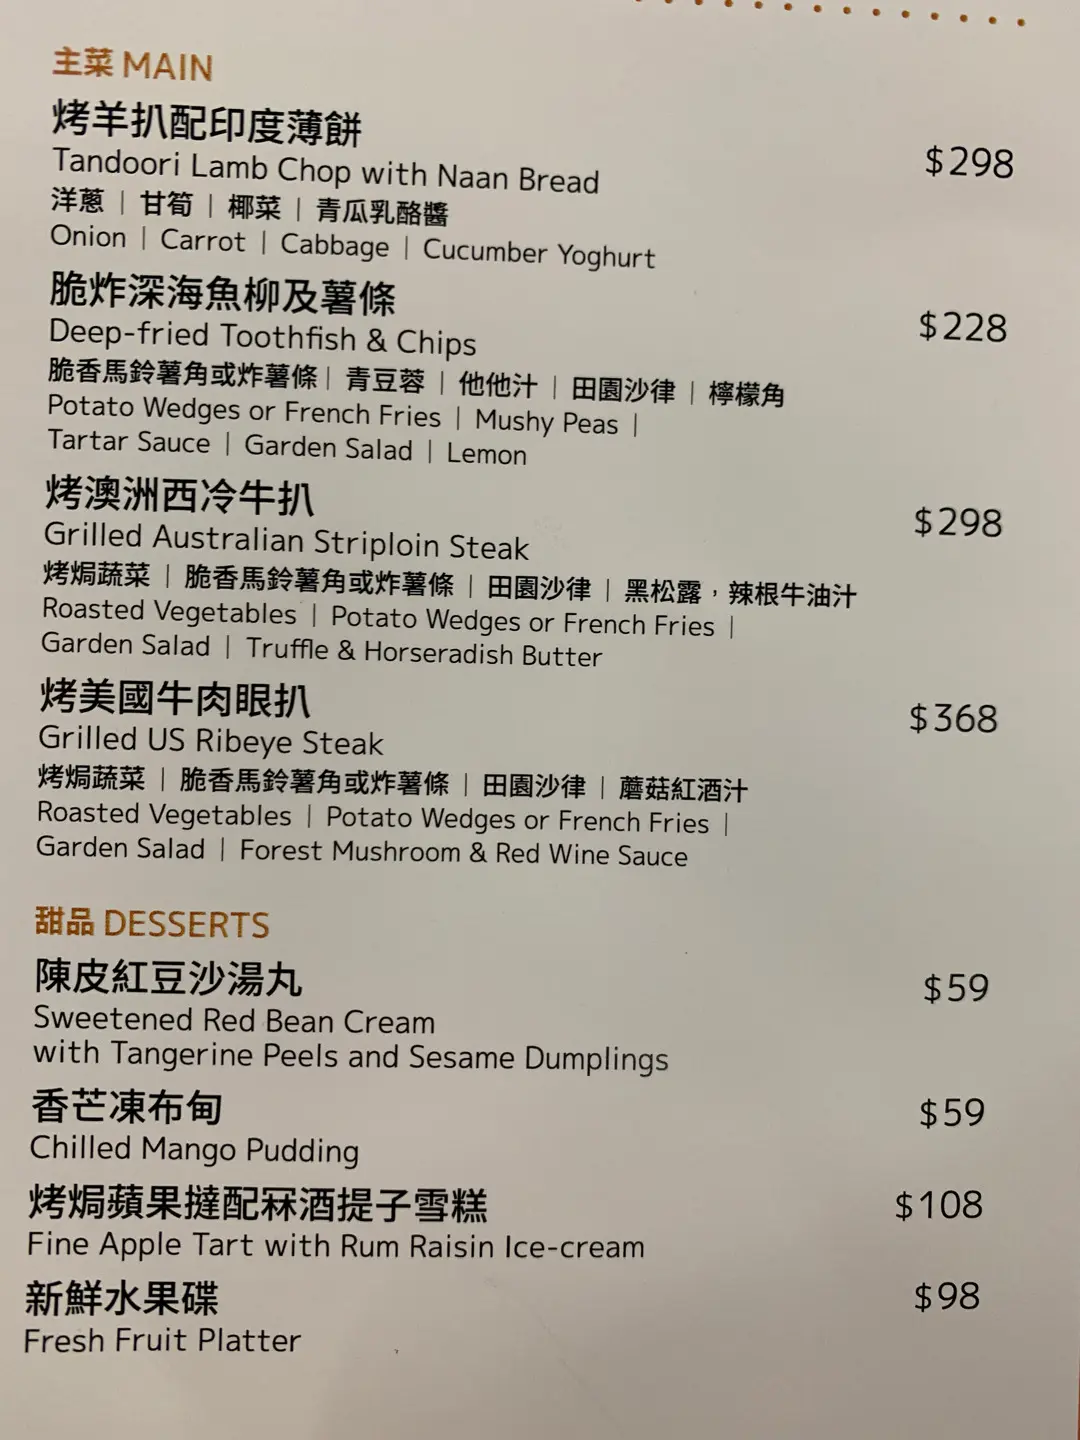 主菜 MAIN
烤羊扒配印度薄餅
Tandoori Lamb Chop with Naan Bread
$298
洋蔥 | 甘筍 | 椰菜 | 青瓜乳酪醬
Onion | Carrot | Cabbage | Cucumber Yoghurt
脆炸深海魚柳及薯條
Deep-fried Toothfish & Chips
$228
脆香馬鈴薯角或炸薯條 | 青豆蓉 | 他他汁 | 田園沙律 | 檸檬角
Potato Wedges or French Fries | Mushy Peas |
Tartar Sauce | Garden Salad | Lemon
烤澳洲西冷牛扒
Grilled Australian Striploin Steak
$298
烤焗蔬菜 | 脆香馬鈴薯角或炸薯條 | 田園沙律 | 黑松露，辣根牛油汁
Roasted Vegetables | Potato Wedges or French Fries |
Garden Salad | Truffle & Horseradish Butter
烤美國牛肉眼扒
Grilled US Ribeye Steak
$368
烤焗蔬菜 | 脆香馬鈴薯角或炸薯條 | 田園沙律 | 蘑菇紅酒汁
Roasted Vegetables | Potato Wedges or French Fries |
Garden Salad | Forest Mushroom & Red Wine Sauce
甜品 DESSERTS
陳皮紅豆沙湯丸
$59
Sweetened Red Bean Cream
with Tangerine Peels and Sesame Dumplings
香芒凍布甸
$59
Chilled Mango Pudding
烤焗蘋果撻配冧酒提子雪糕
$108
Fine Apple Tart with Rum Raisin Ice-cream
新鮮水果碟
$98
Fresh Fruit Platter